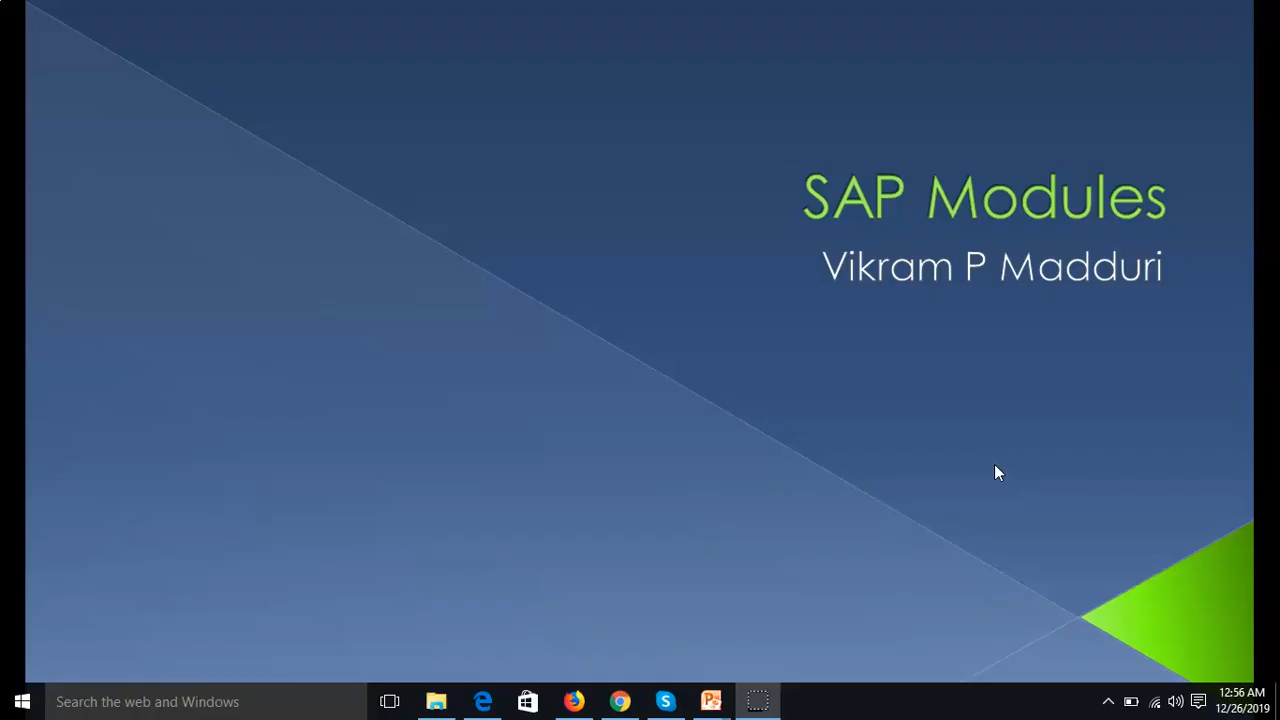 SAP Modules
Vikram P Madduri
Search the web and Windows
12:56 AM
12/26/2019